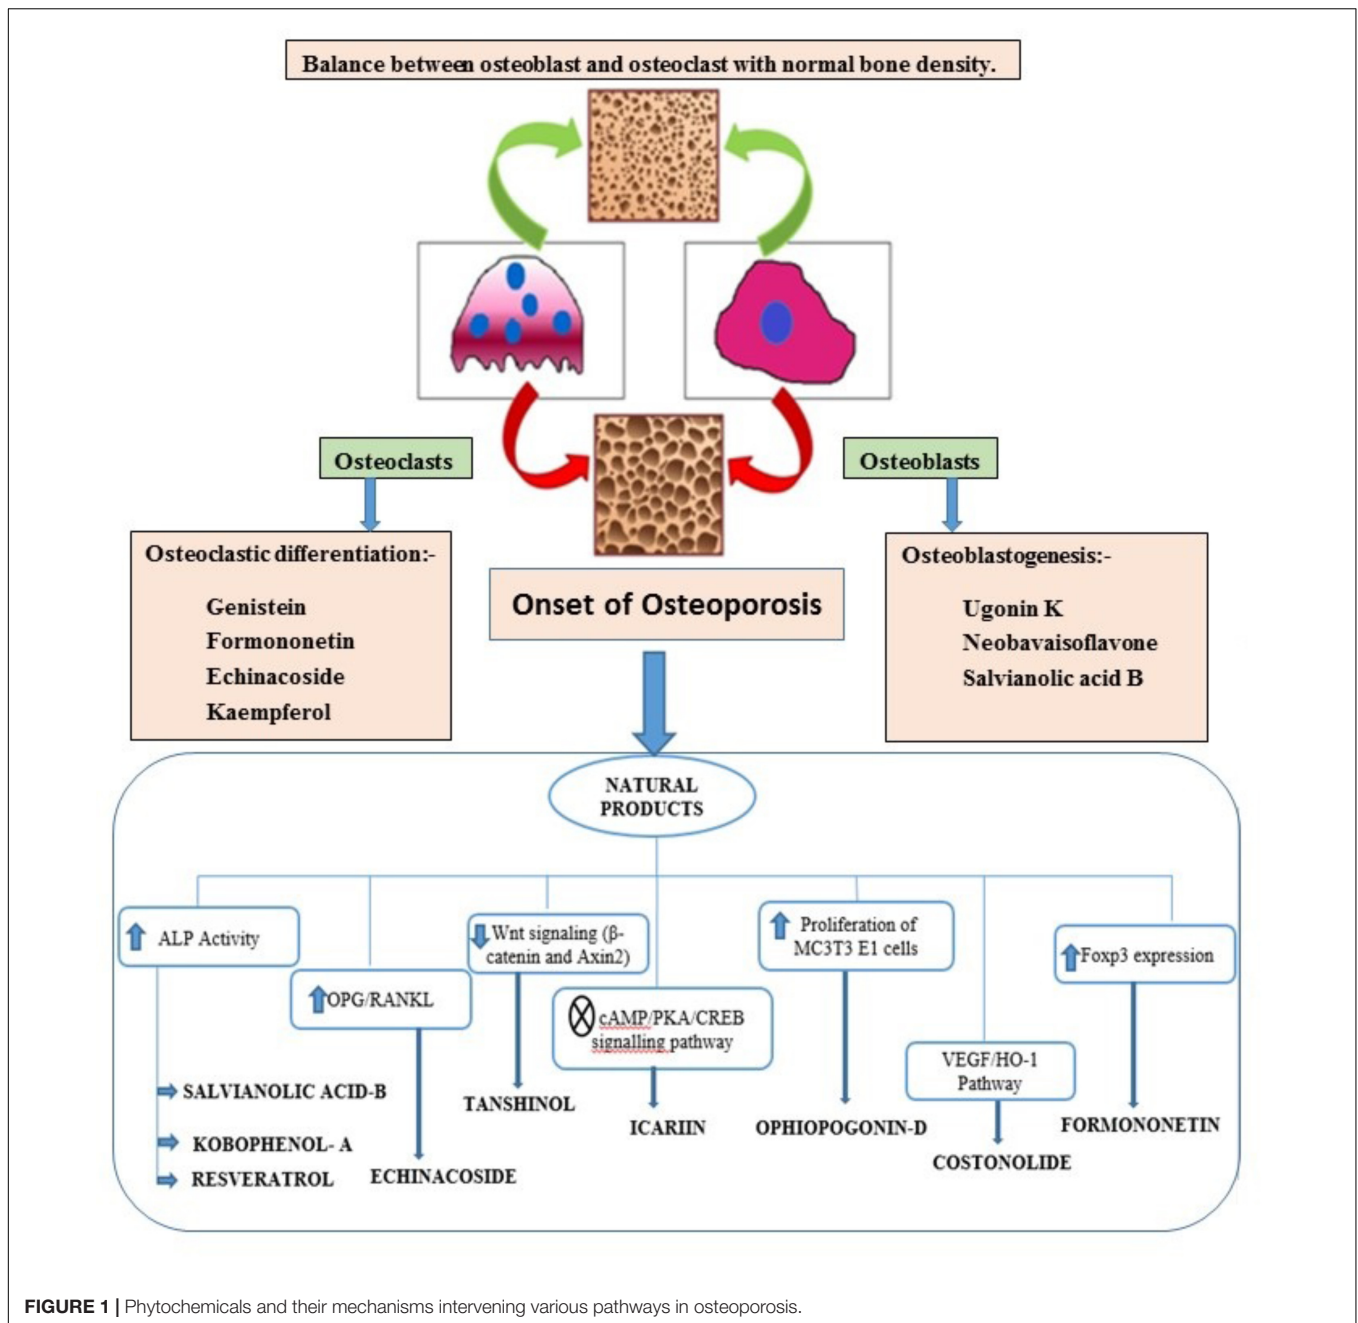 Balance between osteoblast and osteoclast with normal bone density.
Osteoclasts
Osteoblasts
Osteoclastic differentiation:-
Genistein
Formononetin
Echinacoside
Kaempferol
Onset of Osteoporosis
Osteoblastogenesis:-
Ugonin K
Neobavaisoflavone
Salvianolic acid B
NATURAL
PRODUCTS
ALP Activity
OPG/RANKL
Wnt signaling (β-
catenin and Axin2)
cAMP/PKA/CREB
signalling pathway
Proliferation of
MC3T3 E1 cells
VEGF/HO-1
Pathway
Foxp3 expression
SALVIANOLIC ACID-B
KOBOPHENOL- A
RESVERATROL
ECHINACOSIDE
TANSHINOL
ICARIIN
OPHIOPOGONIN-D
COSTONOLIDE
FORMONONETIN
FIGURE 1 | Phytochemicals and their mechanisms intervening various pathways in osteoporosis.